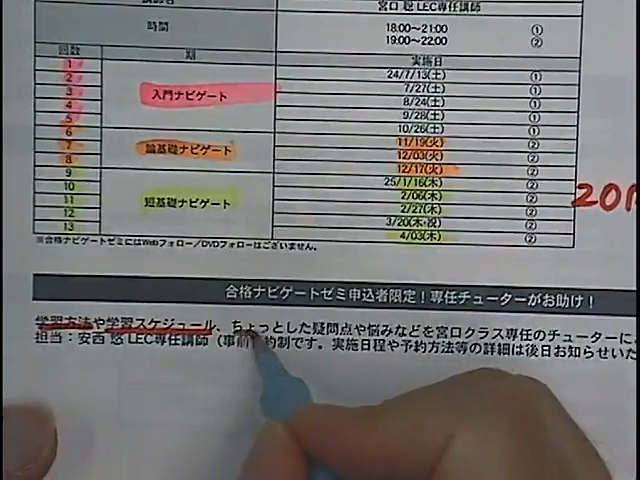 宮口 聡 LEC専任講師
時間
18:00〜21:00 ①
19:00〜22:00 ②
回数 期 実施日
1 24/7/13(土) ①
2 7/27(土) ①
3 入門ナビゲート 8/24(土) ①
4 9/28(土) ①
5 10/26(土) ①
6 11/19(火) ②
7 論基礎ナビゲート 12/03(火) ②
8 12/17(火) ②
9 25/1/16(木) ②
10 2/06(木) ②
11 短基礎ナビゲート 2/27(木) ②
12 3/20(木・祝) ②
13 4/03(木) ②
※合格ナビゲートゼミにはWebフォロー/DVDフォローはございません。
合格ナビゲートゼミ申込者限定!専任チューターがお助け!
学習方法や学習スケジュール、ちょっとした疑問点や悩みなどを宮口クラス専任のチューターに
担当:安西 悠 LEC専任講師(事前 約制です。実施日程や予約方法等の詳細は後日お知らせいた